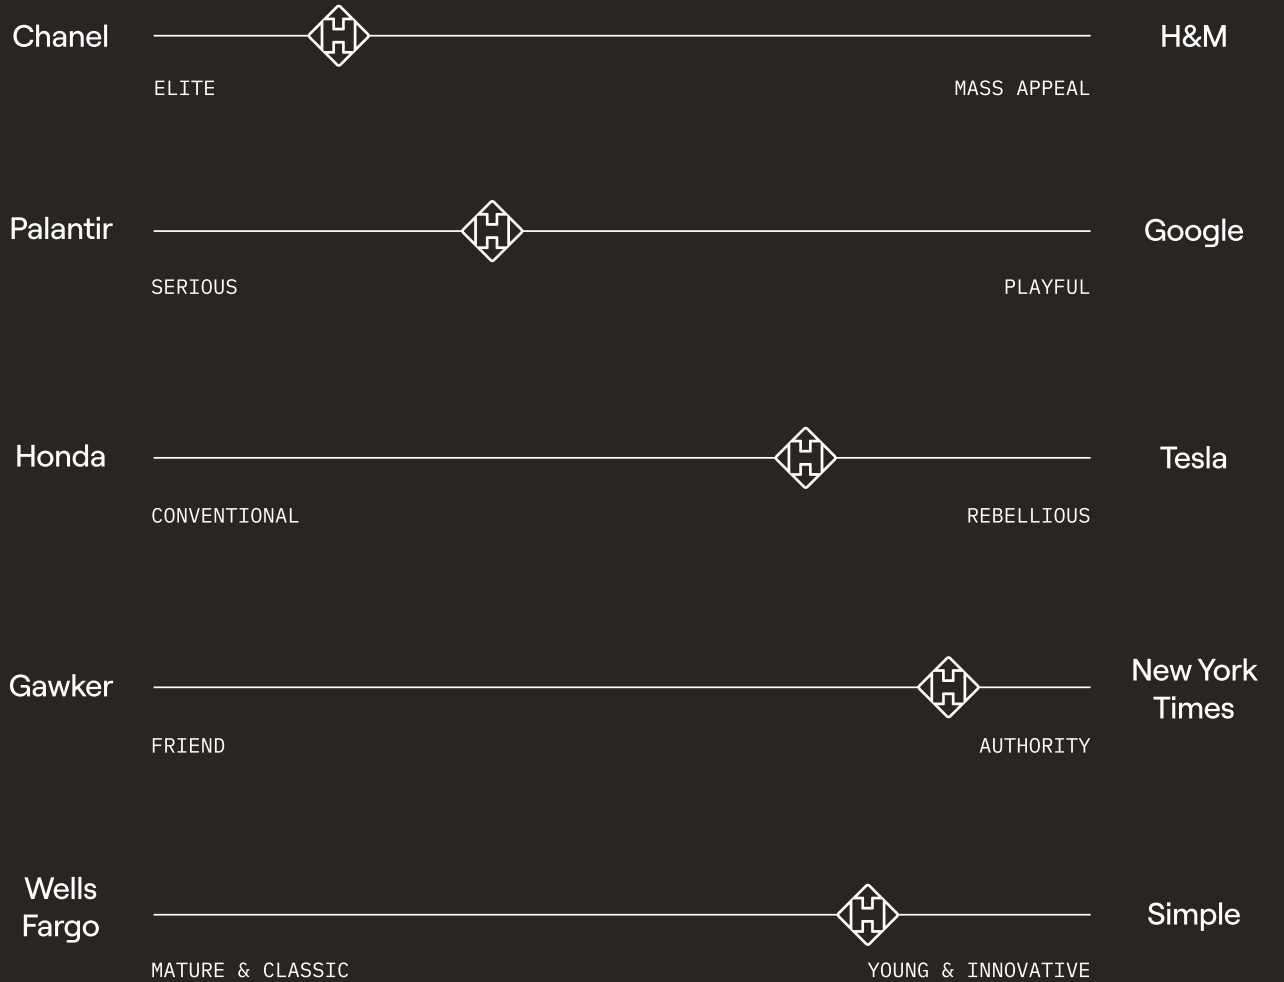 Chanel
H&M
ELITE
MASS APPEAL
Palantir
Google
SERIOUS
PLAYFUL
Honda
Tesla
CONVENTIONAL
REBELLIOUS
Gawker
New York
Times
FRIEND
AUTHORITY
Wells
Fargo
Simple
MATURE & CLASSIC
YOUNG & INNOVATIVE